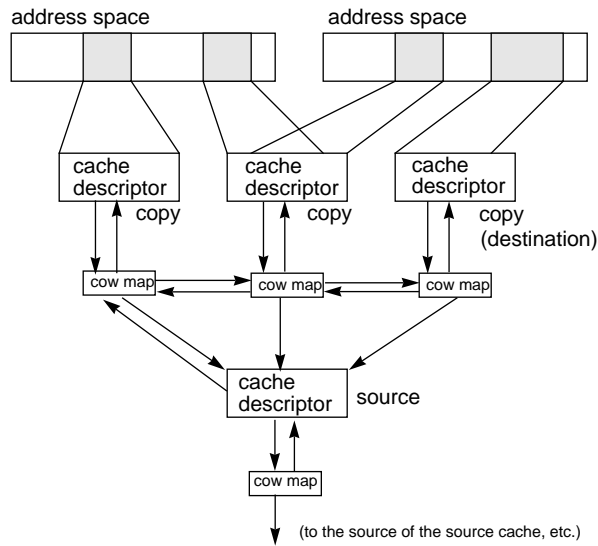 address space
address space
cache
descriptor
copy
cache
descriptor
copy
cache
descriptor
copy
(destination)
cow map
cow map
cow map
cache
descriptor
source
cow map
(to the source of the source cache, etc.)